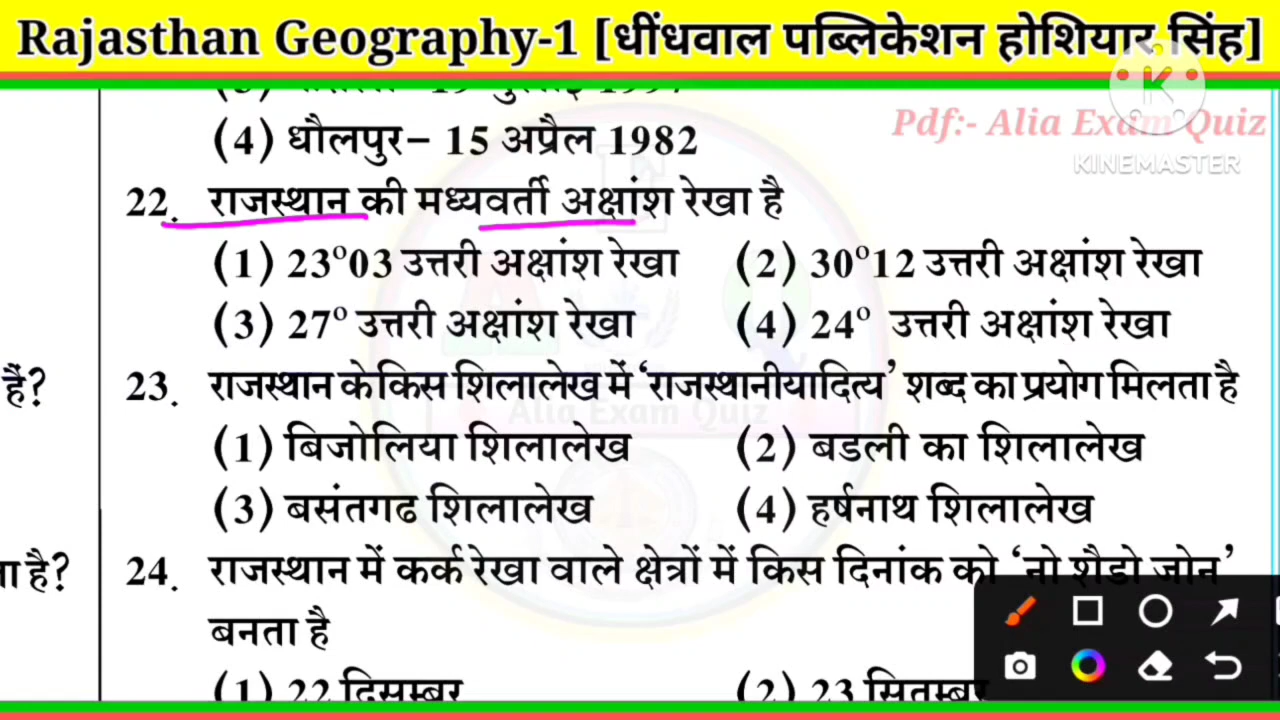 Rajasthan Geography-1 [धींधवाल पब्लिकेशन होशियार सिंह]
Pdf:- Alia Exam Quiz
KINEMASTER
(4) धौलपुर– 15 अप्रैल 1982
22. राजस्थान की मध्यवर्ती अक्षांश रेखा है
(1) 23°03 उत्तरी अक्षांश रेखा (2) 30°12 उत्तरी अक्षांश रेखा
(3) 27° उत्तरी अक्षांश रेखा (4) 24° उत्तरी अक्षांश रेखा
है?
23. राजस्थान के किस शिलालेख में ‘राजस्थानीयादित्य’ शब्द का प्रयोग मिलता है
Alia Exam Quiz
(1) बिजोलिया शिलालेख (2) बडली का शिलालेख
(3) बसंतगढ शिलालेख (4) हर्षनाथ शिलालेख
है?
24. राजस्थान में कर्क रेखा वाले क्षेत्रों में किस दिनांक को ‘नो शैडो जोन’
बनता है
(1) 22 दिसम्बर (2) 23 सितम्बर